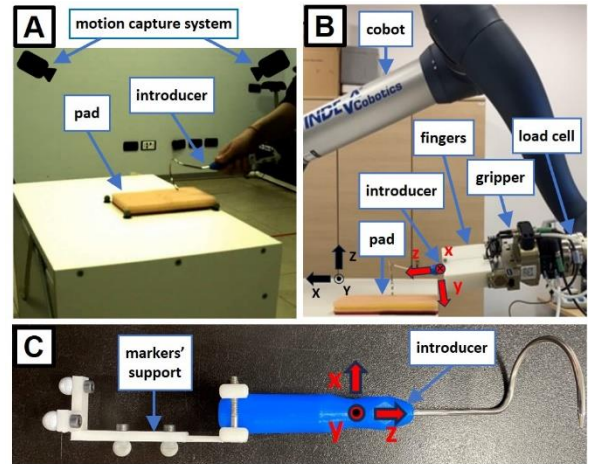 A
motion capture system
pad
introducer
B
cobot
INDEVA
Cobotics
fingers
load cell
gripper
introducer
pad
Z
X
Y
z
x
y
C
markers'
support
introducer
x
y
z